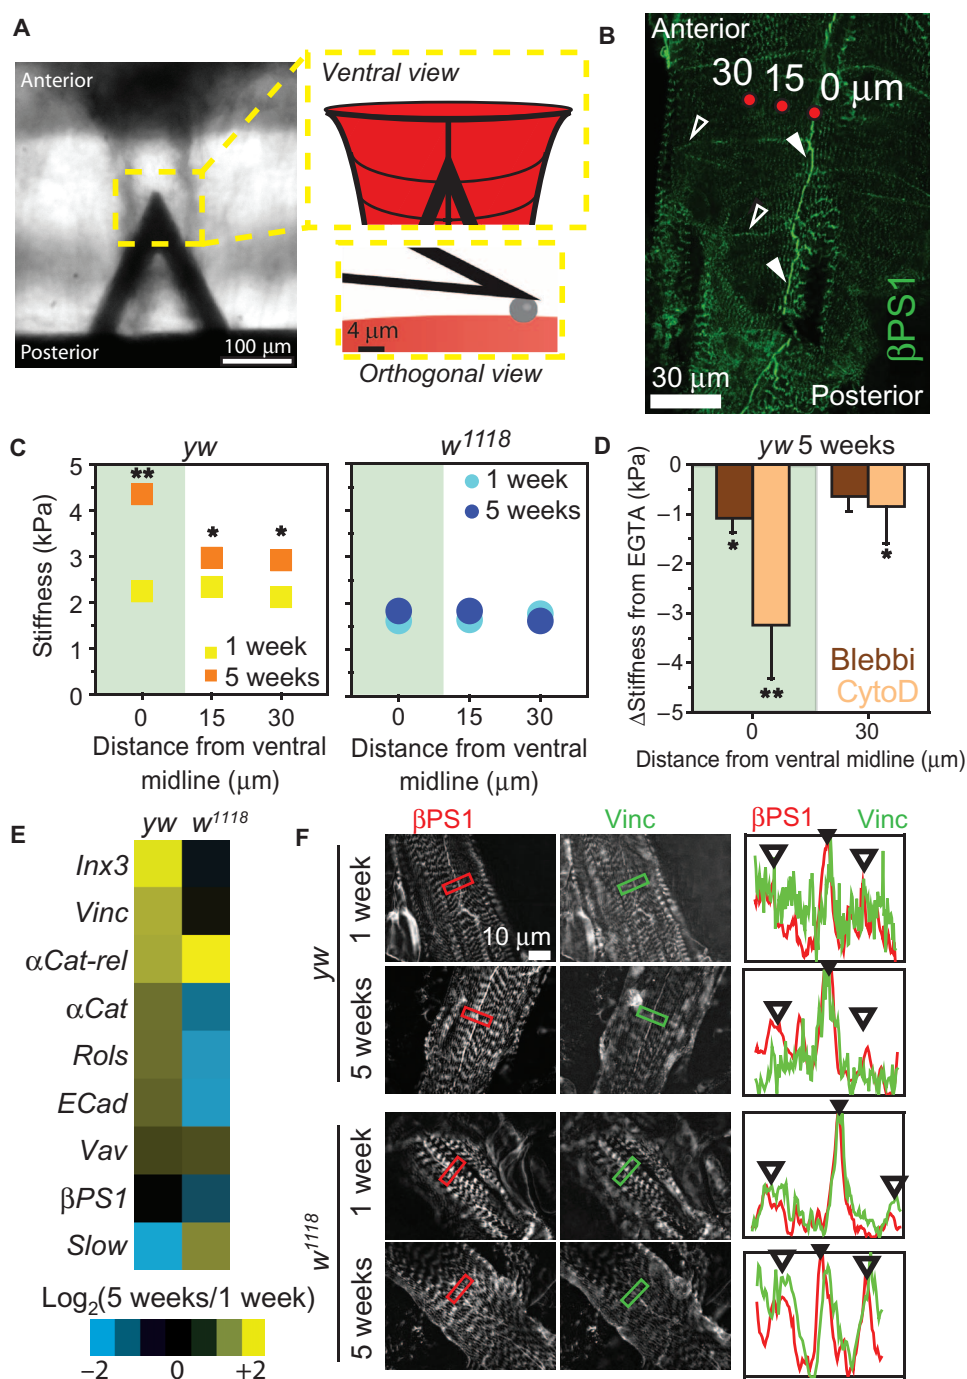 A
Anterior
Posterior
100 μm
Ventral view
4 μm
Orthogonal view
B
Anterior
30 15 0 μm
βPS1
30 μm
Posterior
C
yw
w1118
Stiffness (kPa)
5
4
3
2
1
0
**
*
*
1 week
5 weeks
1 week
5 weeks
0 15 30
0 15 30
Distance from ventral
midline (μm)
Distance from ventral
midline (μm)
D
yw 5 weeks
ΔStiffness from EGTA (kPa)
0
−1
−2
−3
−4
−5
*
**
*
Blebbi
CytoD
0 30
Distance from ventral midline (μm)
E
yw w1118
Inx3
Vinc
αCat-rel
αCat
Rols
ECad
Vav
βPS1
Slow
Log2(5 weeks/1 week)
−2 0 +2
F
βPS1 Vinc βPS1 Vinc
yw
1 week
10 μm
5 weeks
w1118
1 week
5 weeks